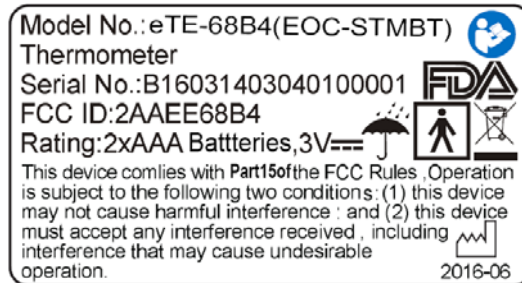 Model No.:eTE-68B4(EOC-STMBT)
Thermometer
Serial No.:B16031403040100001
FDA
FCC ID:2AAEE68B4
Rating:2xAAA Battteries,3V
This device comlies with Part15of the FCC Rules ,Operation
is subject to the following two conditions:(1) this device
may not cause harmful interference : and (2) this device
must accept any interference received , including
interference that may cause undesirable
operation.
2016-06